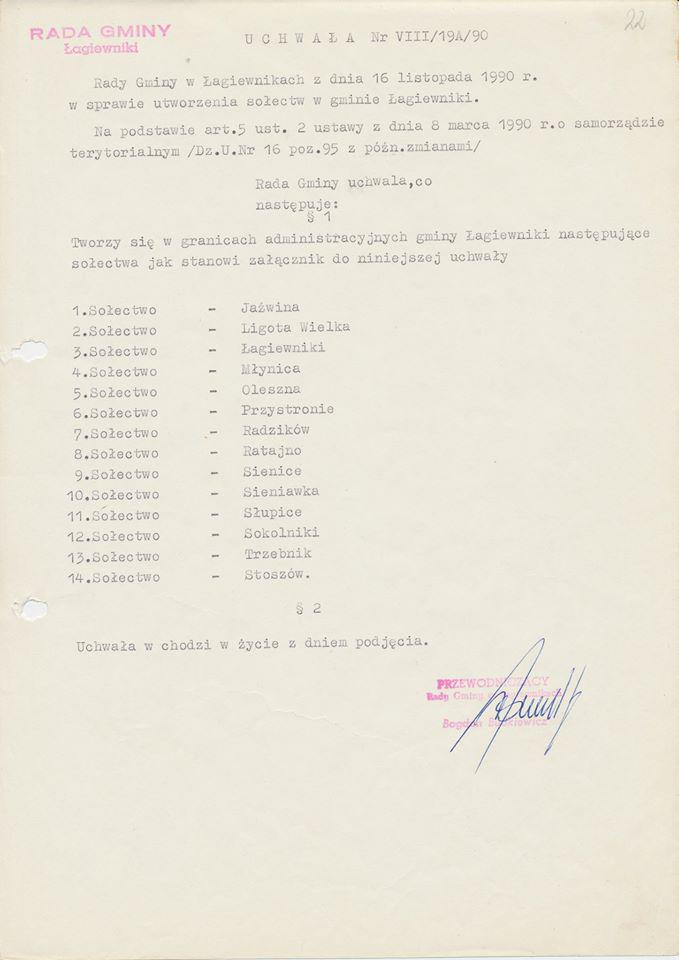 22
RADA GMINY
Łagiewniki
U C H W A Ł A Nr VIII/19A/90
Rady Gminy w Łagiewnikach z dnia 16 listopada 1990 r.
w sprawie utworzenia sołectw w gminie Łagiewniki.
Na podstawie art.5 ust. 2 ustawy z dnia 8 marca 1990 r.o samorządzie
terytorialnym /Dz.U.Nr 16 poz.95 z późn.zmianami/
Rada Gminy uchwala,co
następuje:
§ 1
Tworzy się w granicach administracyjnych gminy Łagiewniki następujące
sołectwa jak stanowi załącznik do niniejszej uchwały
1.Sołectwo - Jaźwina
2.Sołectwo - Ligota Wielka
3.Sołectwo - Łagiewniki
4.Sołectwo - Młynica
5.Sołectwo - Oleszna
6.Sołectwo - Przystronie
7.Sołectwo - Radzików
8.Sołectwo - Ratajno
9.Sołectwo - Sienice
10.Sołectwo - Sieniawka
11.Sołectwo - Słupice
12.Sołectwo - Sokolniki
13.Sołectwo - Trzebnik
14.Sołectwo - Stoszów.
§ 2
Uchwała w chodzi w życie z dniem podjęcia.
PRZEWODNICZĄCY
Rady Gminy w Łagiewnikach
Bogdan